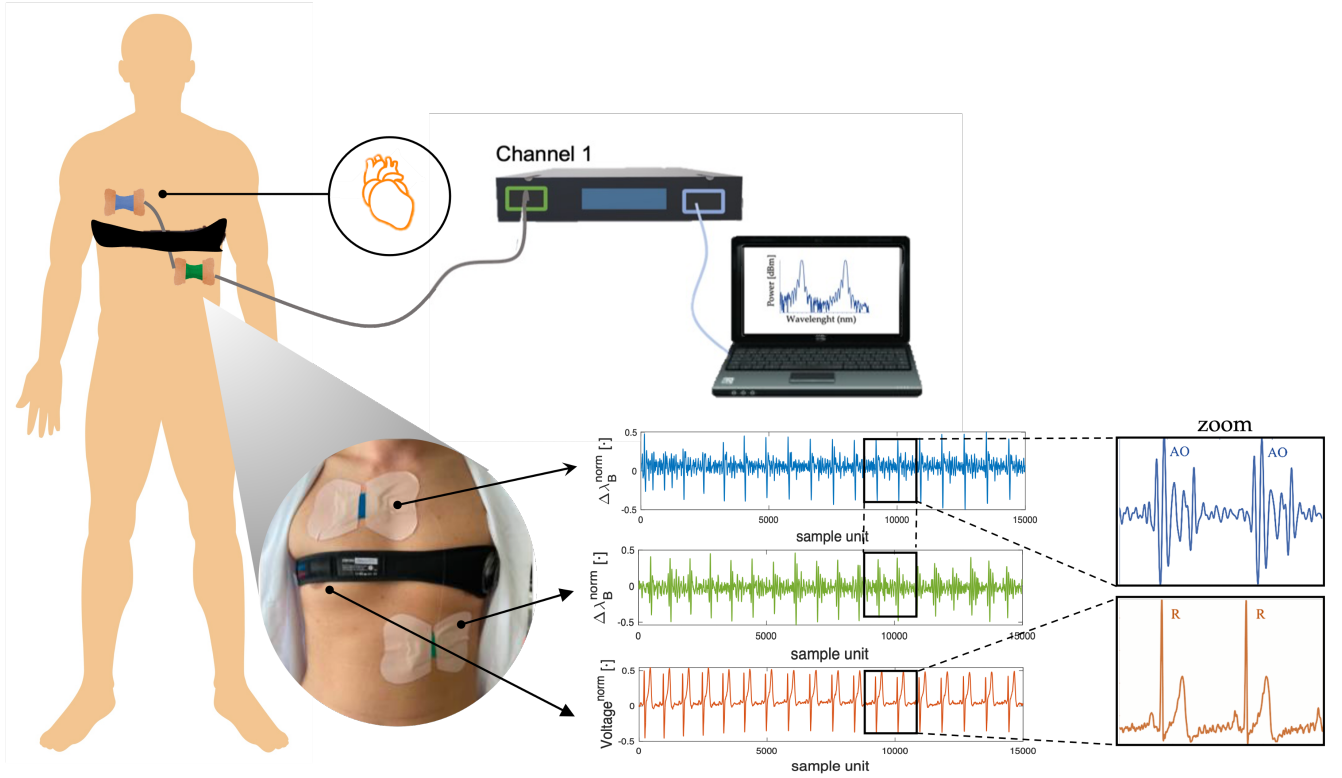 Channel 1
Power [dBm]
Wavelenght (nm)
zoom
Δλ_B^norm [·]
0.5
0
-0.5
0 5000 10000 15000
sample unit
AO AO
Δλ_B^norm [·]
0.5
0
-0.5
0 5000 10000 15000
sample unit
R R
Voltage^norm [·]
0.5
0
-0.5
0 5000 10000 15000
sample unit